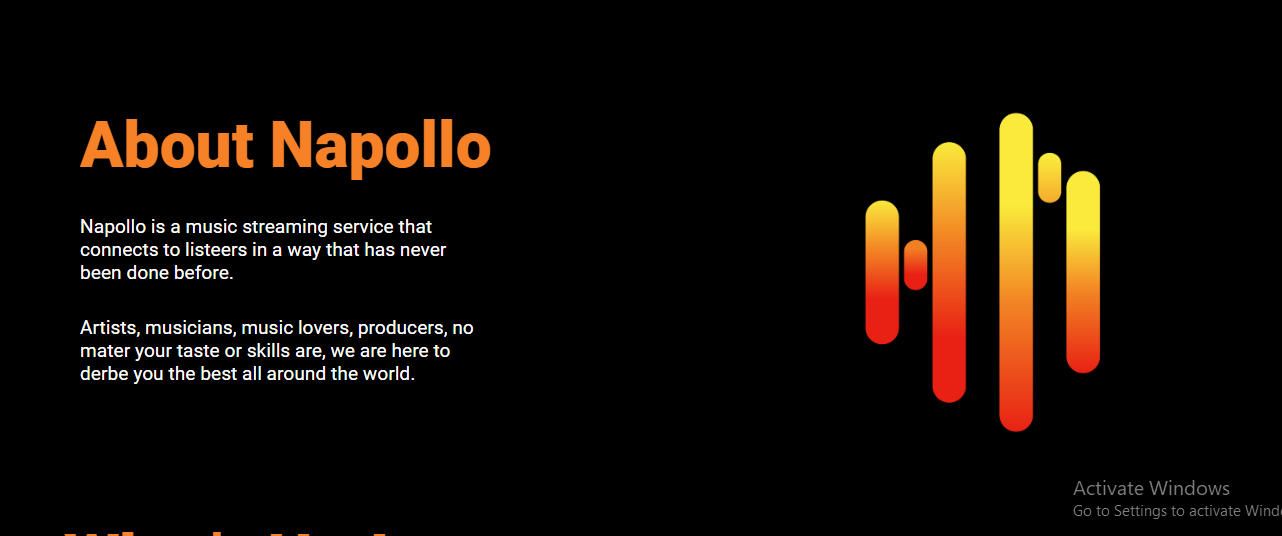 About Napollo
Napollo is a music streaming service that
connects to listeers in a way that has never
been done before.
Artists, musicians, music lovers, producers, no
mater your taste or skills are, we are here to
derbe you the best all around the world.
Activate Windows
Go to Settings to activate